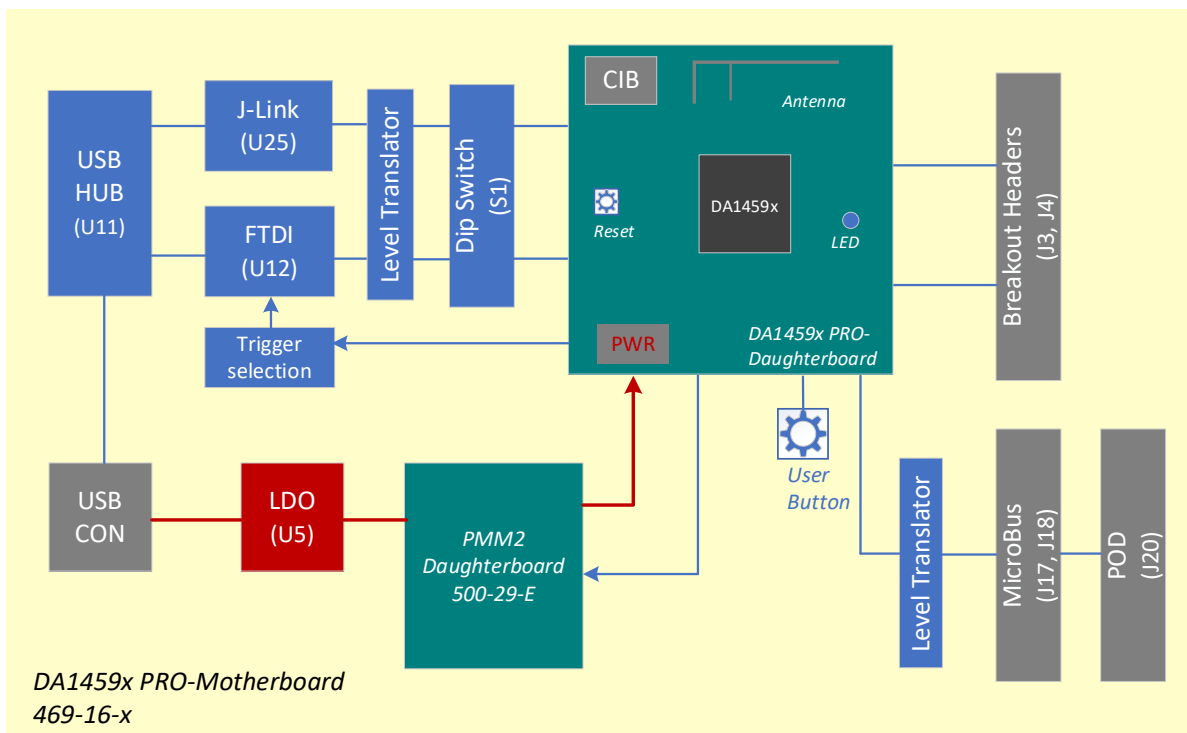 J-Link
(U25)
USB
HUB
(U11)
FTDI
(U12)
Trigger
selection
Level Translator
Dip Switch
(S1)
CIB
Antenna
Reset
DA1459x
LED
PWR
DA1459x PRO-
Daughterboard
Breakout Headers
(J3, J4)
USB
CON
LDO
(U5)
PMM2
Daughterboard
500-29-E
User
Button
Level Translator
MicroBus
(J17, J18)
POD
(J20)
DA1459x PRO-Motherboard
469-16-x